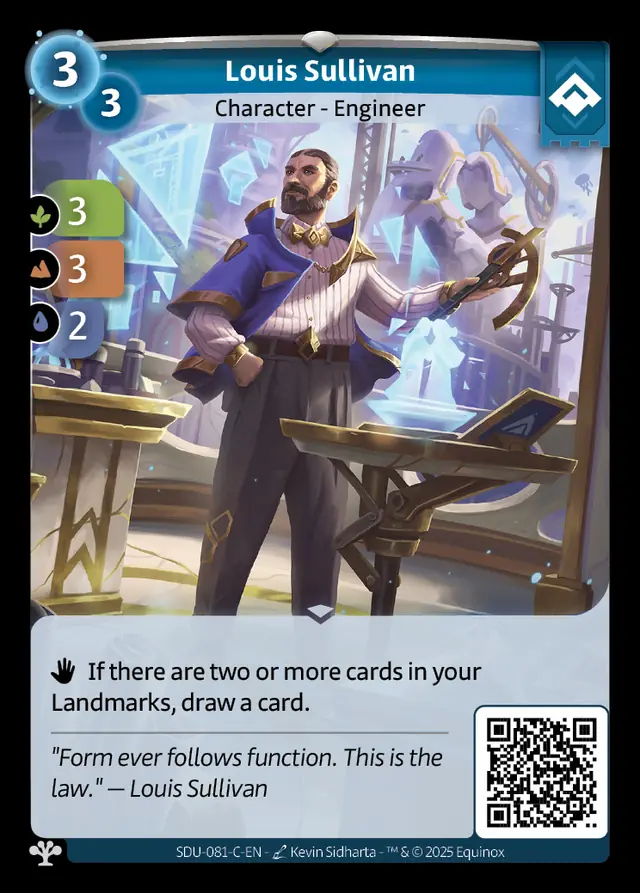 3
Louis Sullivan
3
Character - Engineer
3
3
2
If there are two or more cards in your
Landmarks, draw a card.
"Form ever follows function. This is the
law." — Louis Sullivan
SDU-081-C-EN - Kevin Sidharta - ™ & © 2025 Equinox